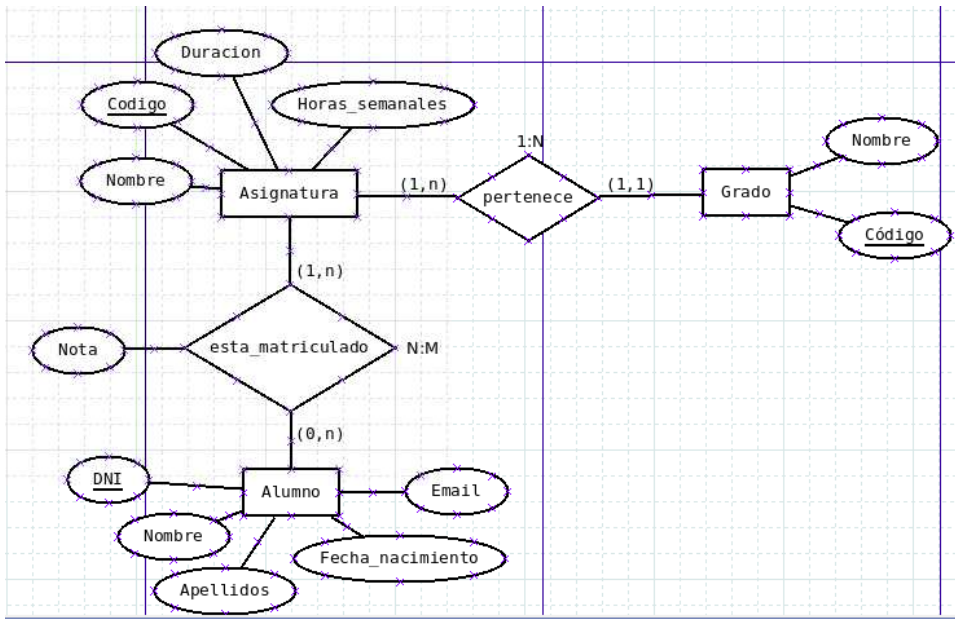 Duracion
Codigo
Horas_semanales
Nombre
Asignatura
(1,n)
1:N
pertenece
(1,1)
Grado
Nombre
Código
(1,n)
Nota
esta_matriculado
N:M
(0,n)
DNI
Alumno
Email
Nombre
Fecha_nacimiento
Apellidos